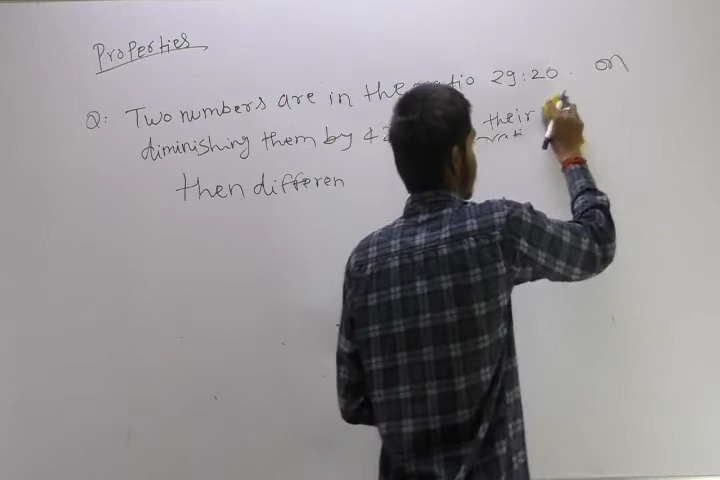 Properties
Q: Two numbers are in the ratio 29:20. on
diminishing them by 4 their
then differen